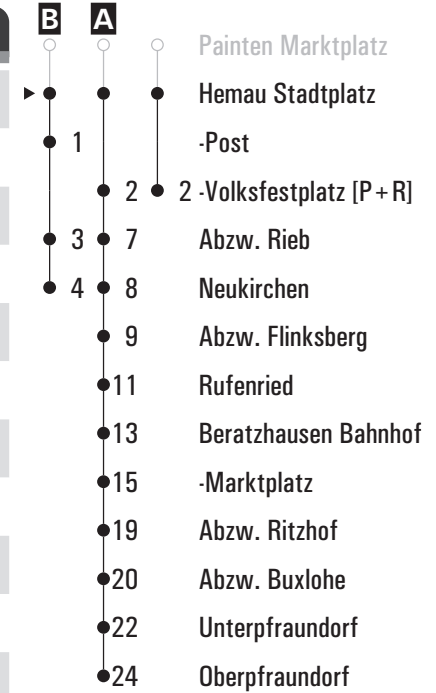 B A
Painten Marktplatz
Hemau Stadtplatz
1 -Post
2 2 -Volksfestplatz [P+R]
3 7 Abzw. Rieb
4 8 Neukirchen
9 Abzw. Flinksberg
11 Rufenried
13 Beratzhausen Bahnhof
15 -Marktplatz
19 Abzw. Ritzhof
20 Abzw. Buxlohe
22 Unterpfraundorf
24 Oberpfraundorf